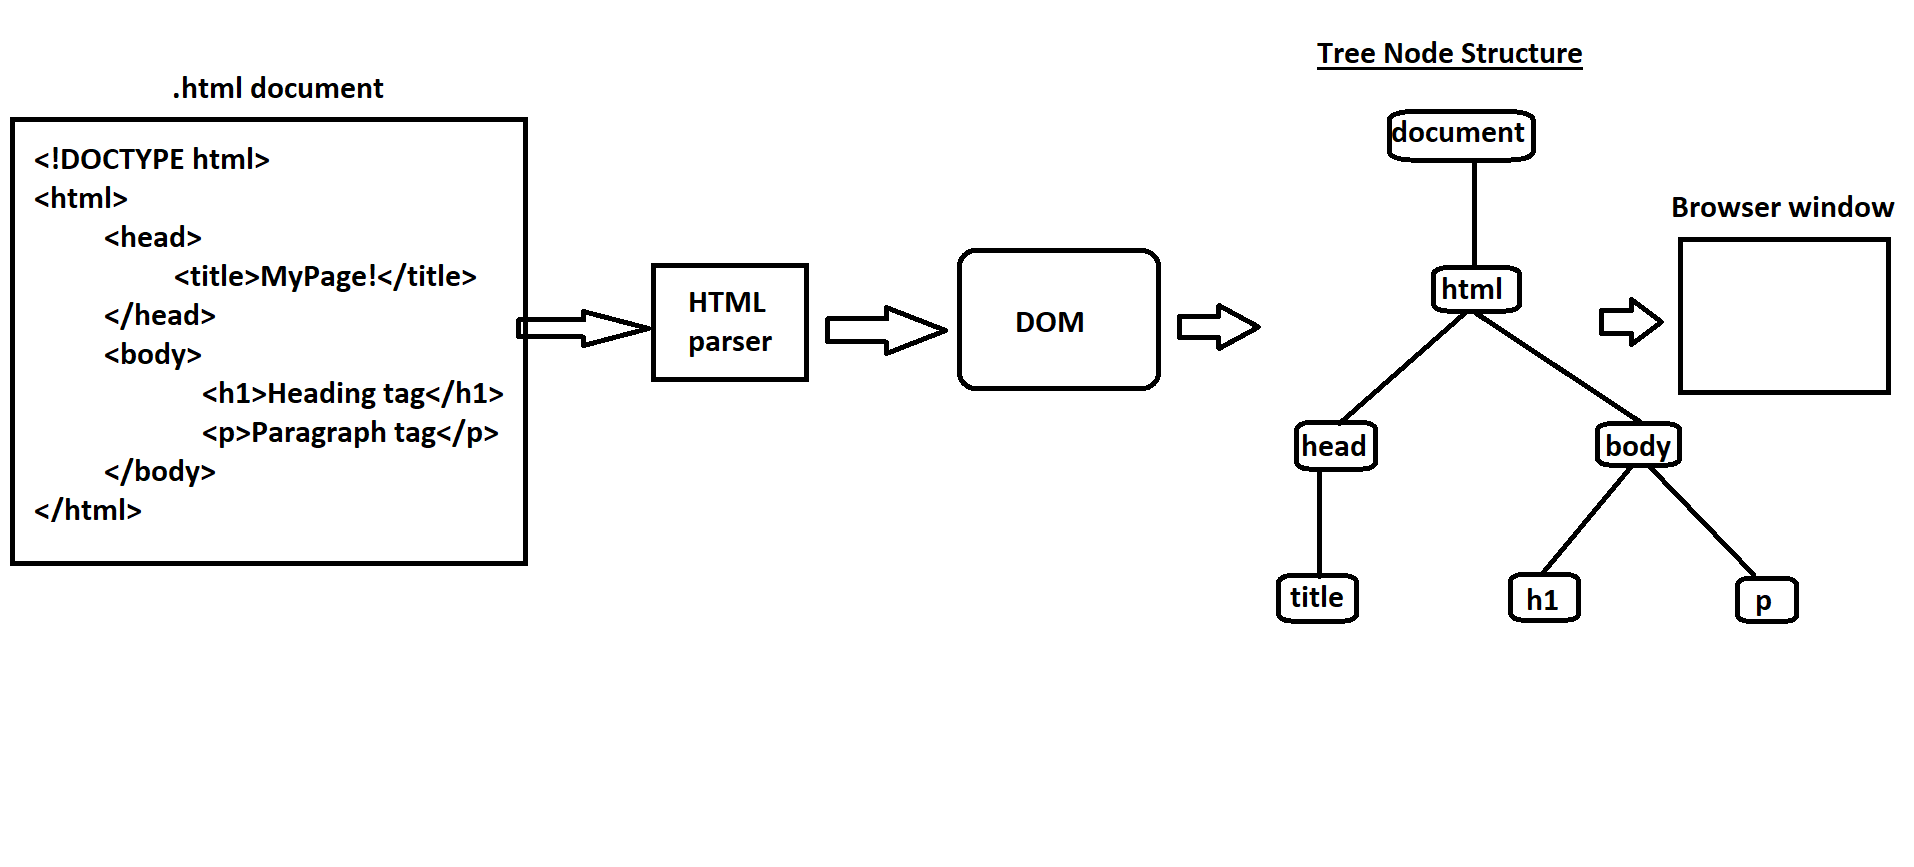 .html document
<!DOCTYPE html>
<html>
<head>
<title>MyPage!</title>
</head>
<body>
<h1>Heading tag</h1>
<p>Paragraph tag</p>
</body>
</html>
HTML
parser
DOM
Tree Node Structure
document
html
head
body
title
h1
p
Browser window